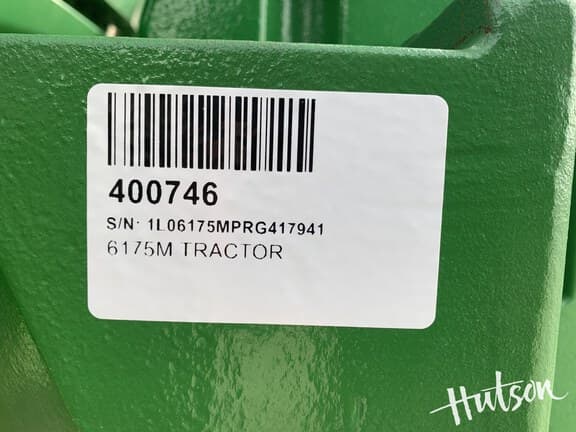 400746
S/N: 1L06175MPRG417941
6175M TRACTOR
Hutson